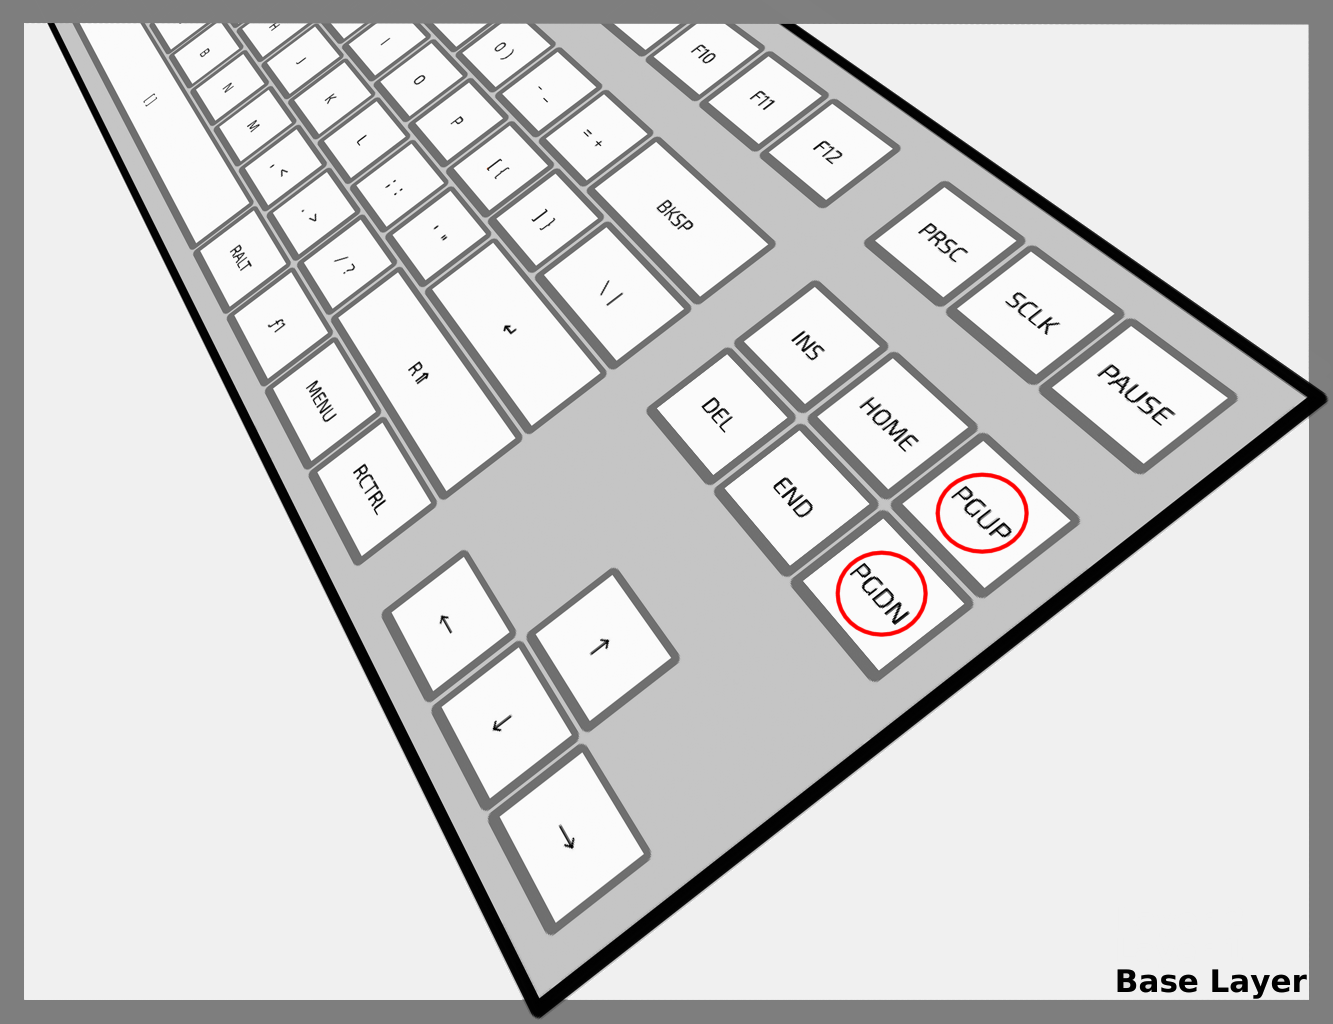 F10
F11
F12
PRSC
SCLK
PAUSE
0 )
- _
= +
BKSP
INS
HOME
PGUP
I
O
P
[ {
] }
\ |
DEL
END
PGDN
H
J
K
L
; :
' "
↵
B
N
M
, <
. >
/ ?
R⇑
[]
RALT
f1
MENU
RCTRL
↑
←
↓
→
Base Layer